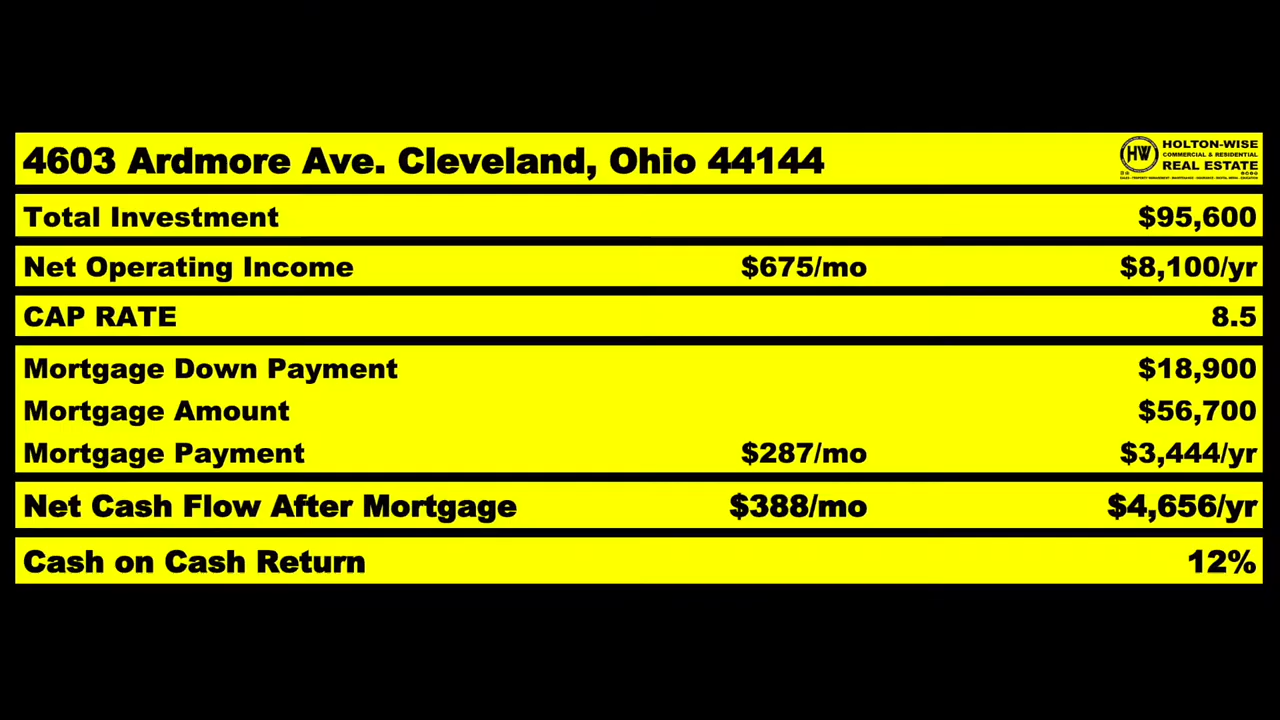 4603 Ardmore Ave. Cleveland, Ohio 44144
HW
HOLTON-WISE
COMMERCIAL & RESIDENTIAL
REAL ESTATE
Total Investment $95,600
Net Operating Income $675/mo $8,100/yr
CAP RATE 8.5
Mortgage Down Payment $18,900
Mortgage Amount $56,700
Mortgage Payment $287/mo $3,444/yr
Net Cash Flow After Mortgage $388/mo $4,656/yr
Cash on Cash Return 12%